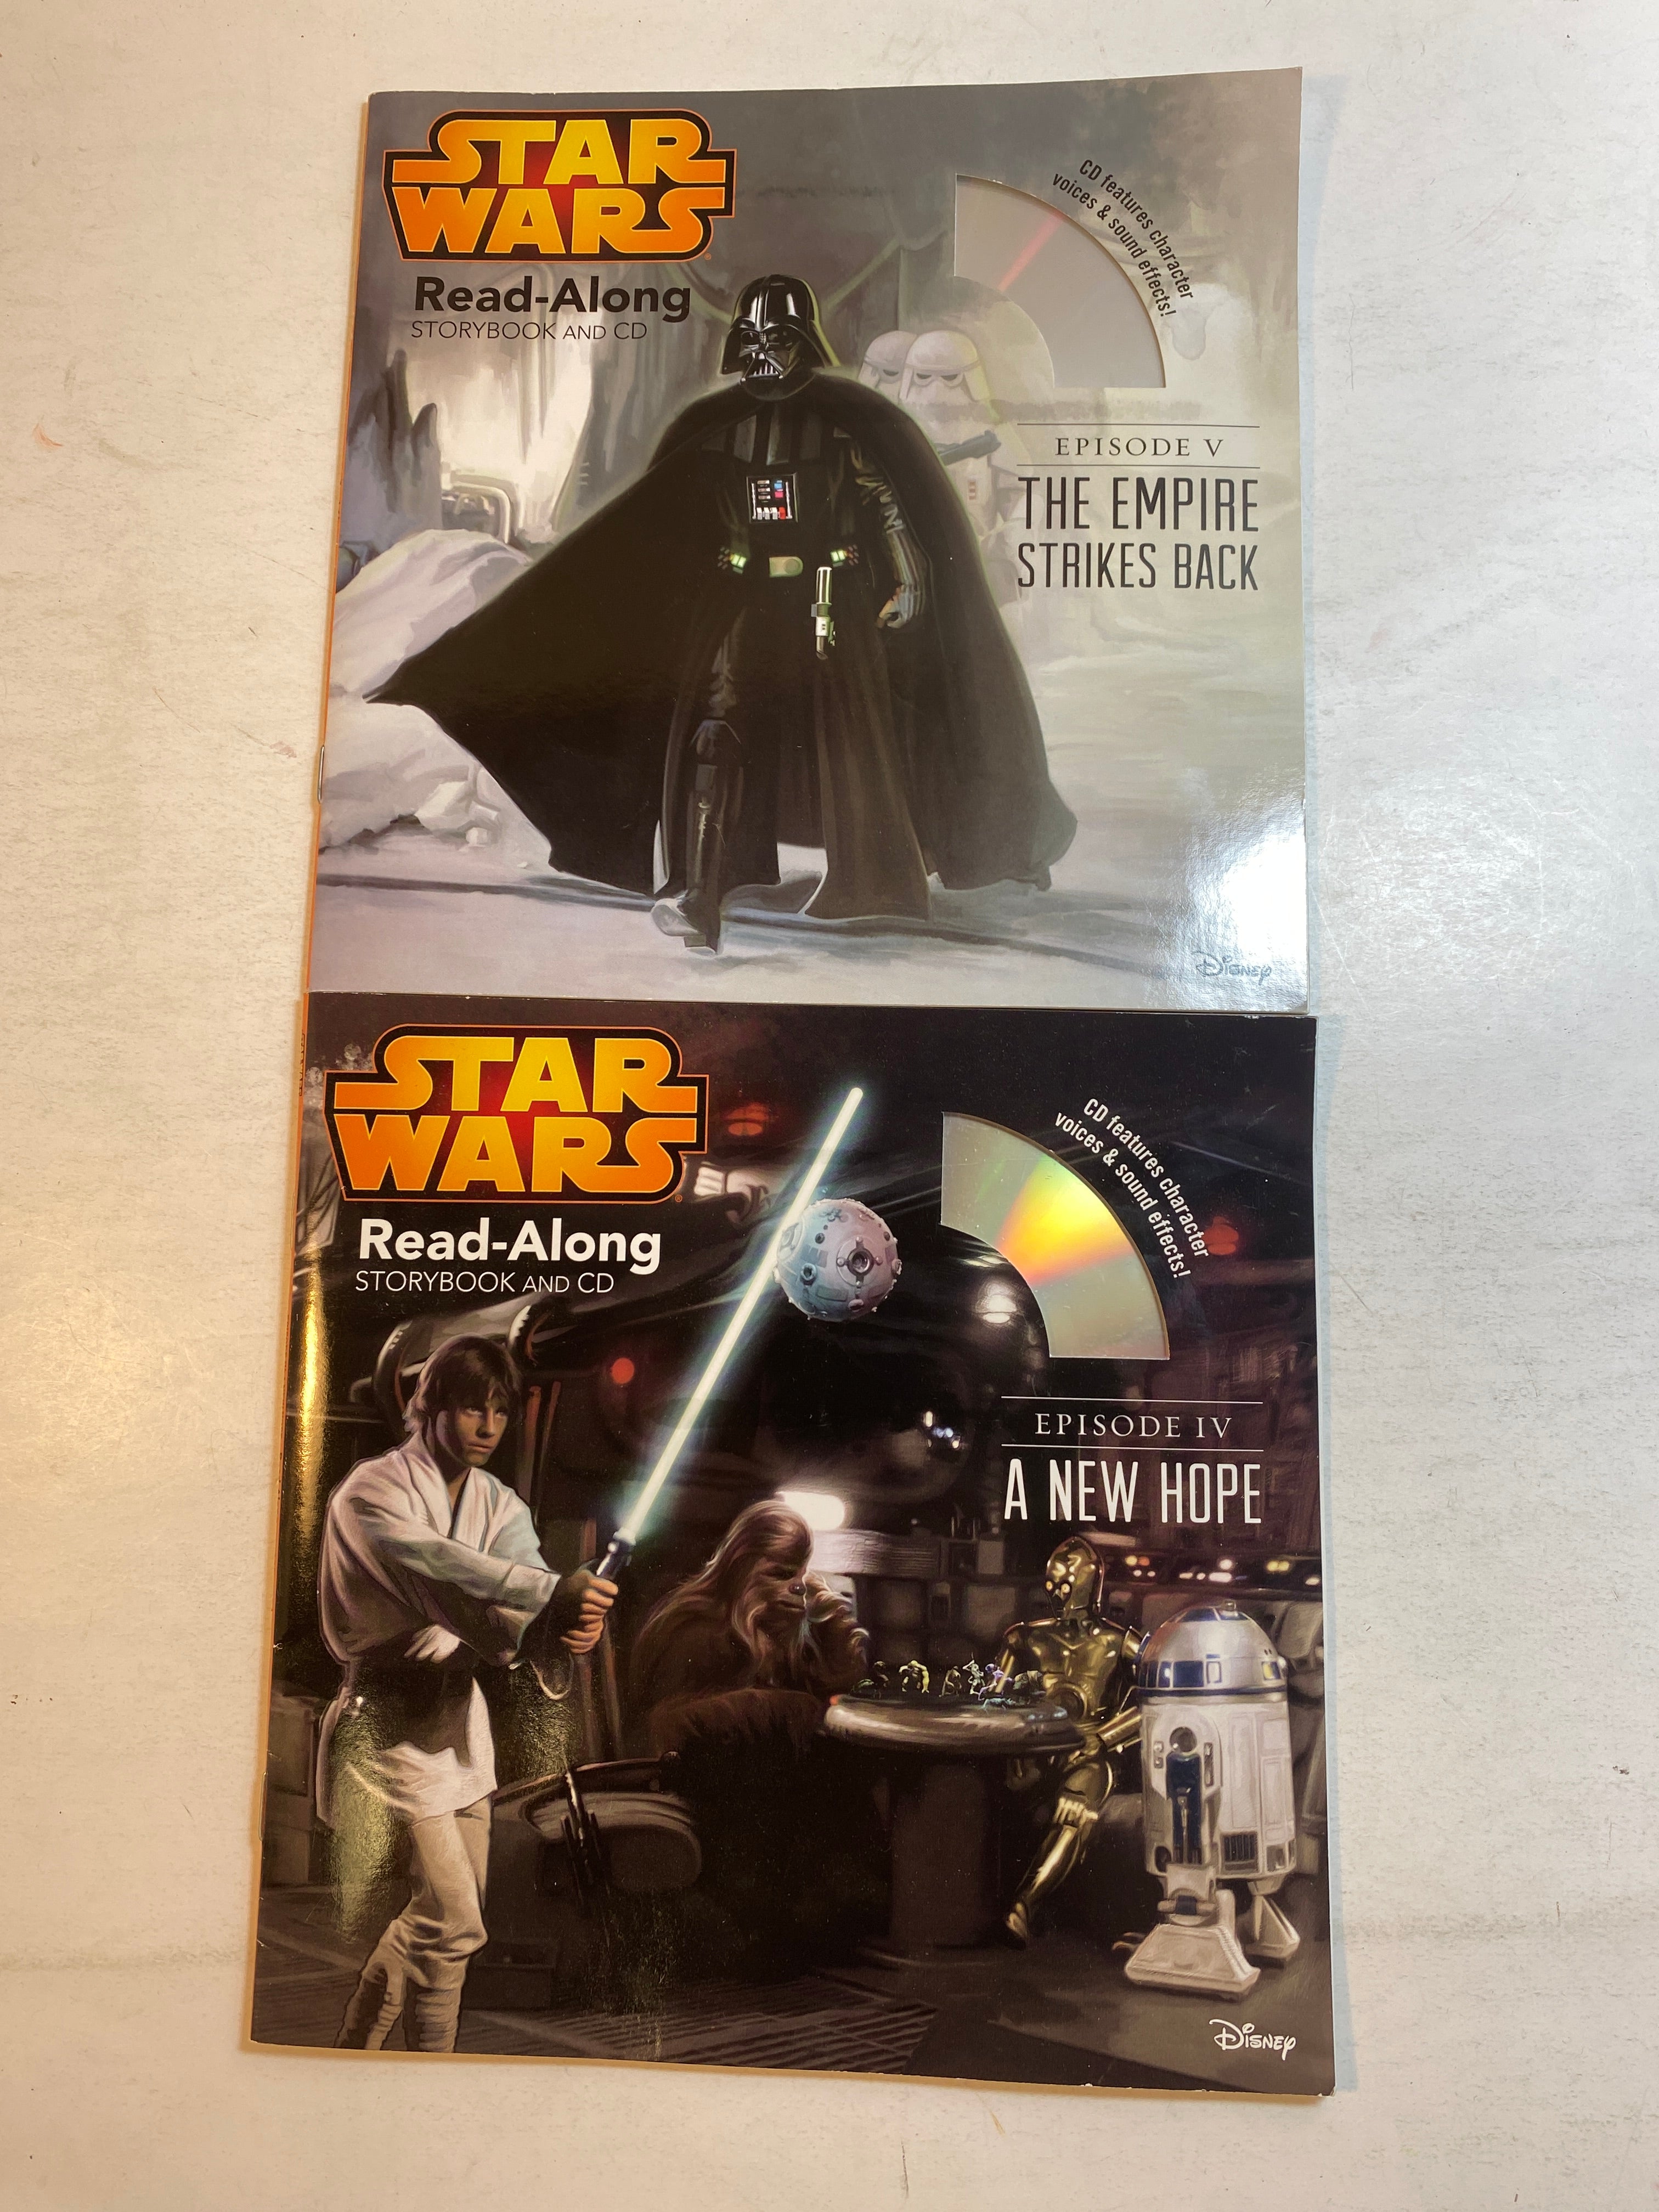 STAR
WARS
Read-Along
STORYBOOK AND CD
CD features character
voices & sound effects!
EPISODE V
THE EMPIRE
STRIKES BACK
Disney
STAR
WARS
Read-Along
STORYBOOK AND CD
CD features character
voices & sound effects!
EPISODE IV
A NEW HOPE
Disney